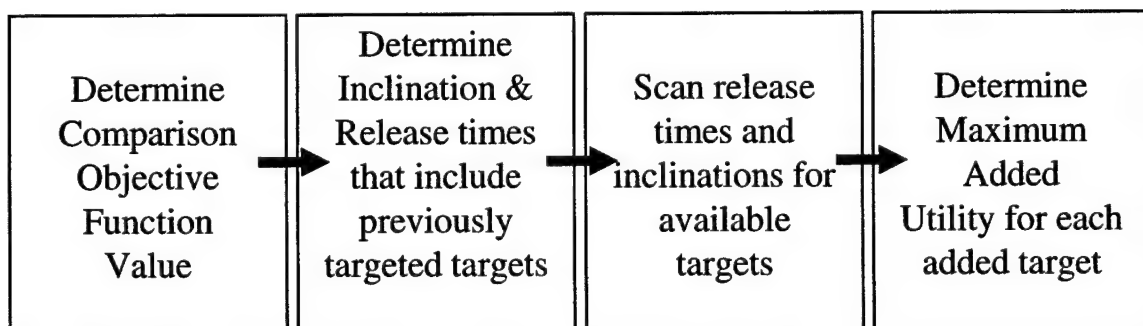 Determine
Comparison
Objective
Function
Value
Determine
Inclination &
Release times
that include
previously
targeted targets
Scan release
times and
inclinations for
available
targets
Determine
Maximum
Added
Utility for each
added target